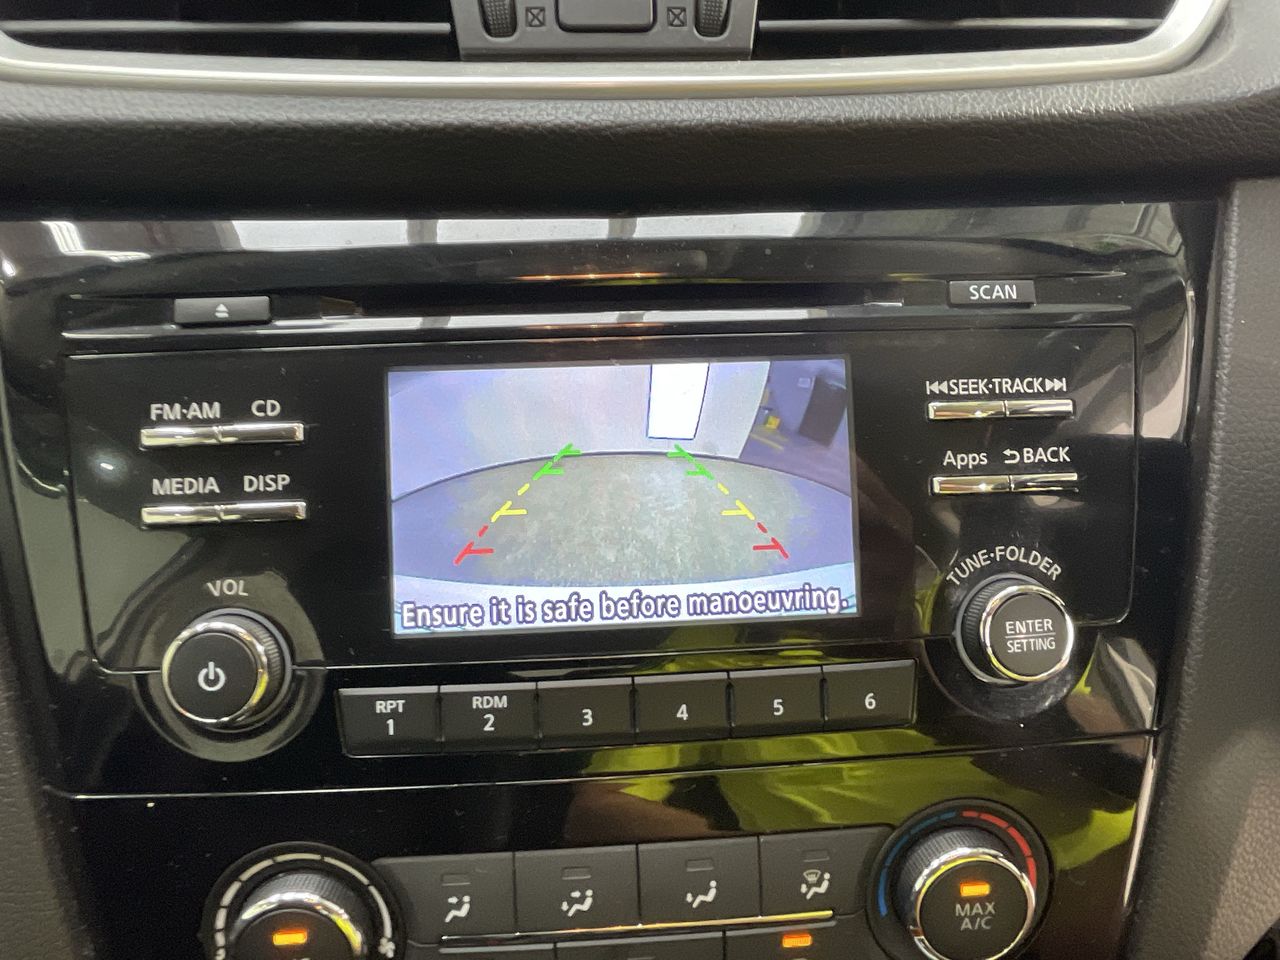 SCAN
FM·AM CD
SEEK·TRACK
MEDIA DISP
Apps BACK
VOL
TUNE·FOLDER
Ensure it is safe before manoeuvring.
ENTER
SETTING
RPT
1
RDM
2
3
4
5
6
MAX
A/C